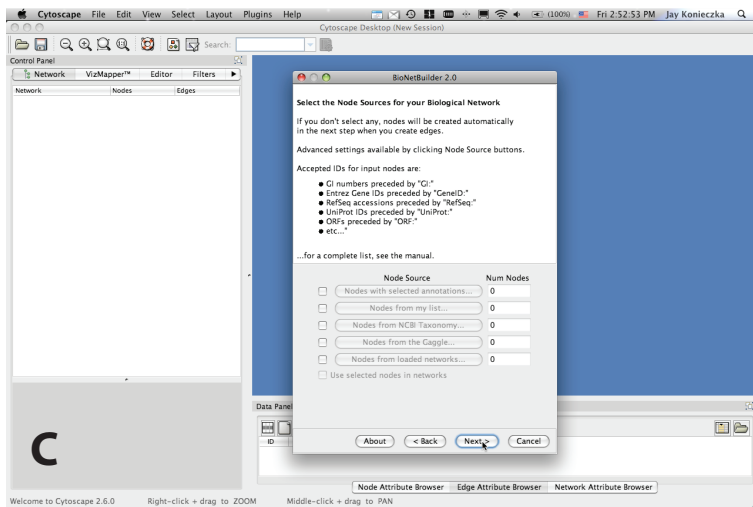 Cytoscape File Edit View Select Layout Plugins Help (100%) Fri 2:52:53 PM Jay Konieczka
Cytoscape Desktop (New Session)
Search:
Control Panel
Network VizMapper™ Editor Filters
Network Nodes Edges
BioNetBuilder 2.0
Select the Node Sources for your Biological Network
If you don't select any, nodes will be created automatically
in the next step when you create edges.
Advanced settings available by clicking Node Source buttons.
Accepted IDs for input nodes are:
● GI numbers preceded by "GI:"
● Entrez Gene IDs preceded by "GeneID:"
● RefSeq accessions preceded by "RefSeq:"
● UniProt IDs preceded by "UniProt:"
● ORFs preceded by "ORF:"
● etc..."
...for a complete list, see the manual.
Node Source Num Nodes
Nodes with selected annotations... 0
Nodes from my list... 0
Nodes from NCBI Taxonomy... 0
Nodes from the Gaggle... 0
Nodes from loaded networks... 0
Use selected nodes in networks
About < Back Next > Cancel
Data Panel
ID
C
Node Attribute Browser Edge Attribute Browser Network Attribute Browser
Welcome to Cytoscape 2.6.0 Right-click + drag to ZOOM Middle-click + drag to PAN